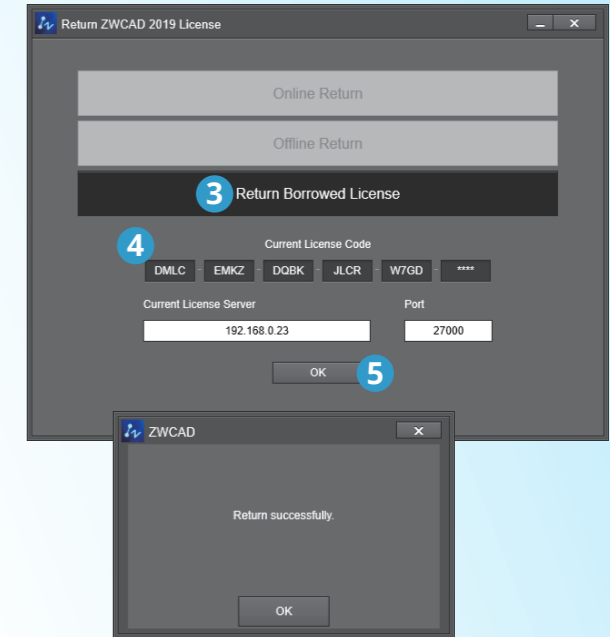 Return ZWCAD 2019 License
Online Return
Offline Return
3 Return Borrowed License
4 Current License Code
DMLC - EMKZ - DQBK - JLCR - W7GD - ****
Current License Server Port
192.168.0.23 27000
OK 5
ZWCAD
Return successfully.
OK